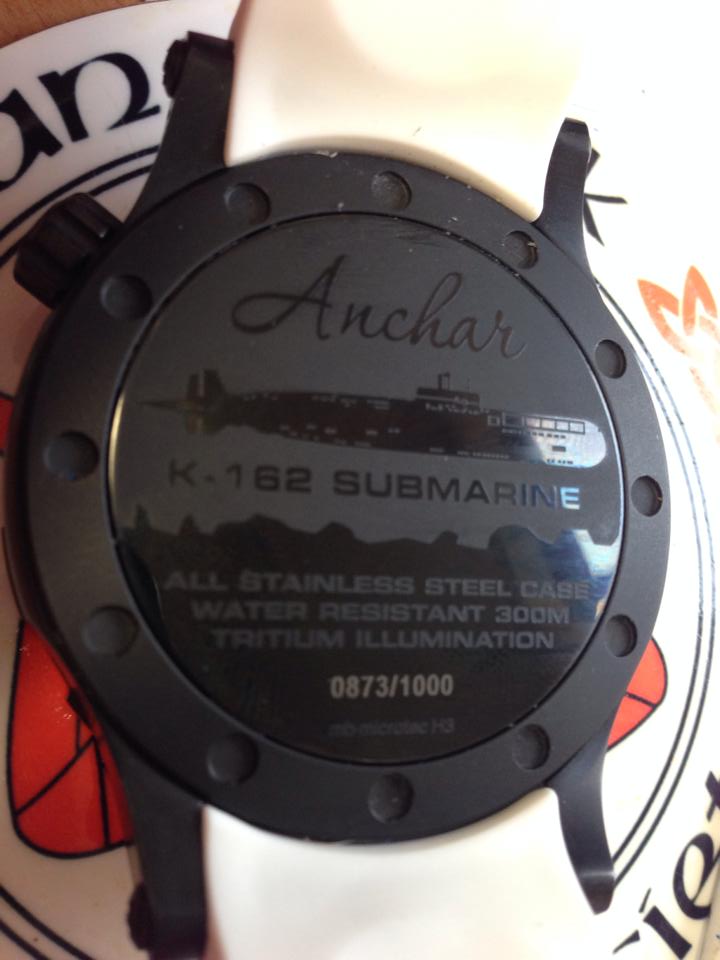 Anchar
K-162 SUBMARINE
ALL STAINLESS STEEL CASE
WATER RESISTANT 300M
TRITIUM ILLUMINATION
0873/1000
mb-microtec H3